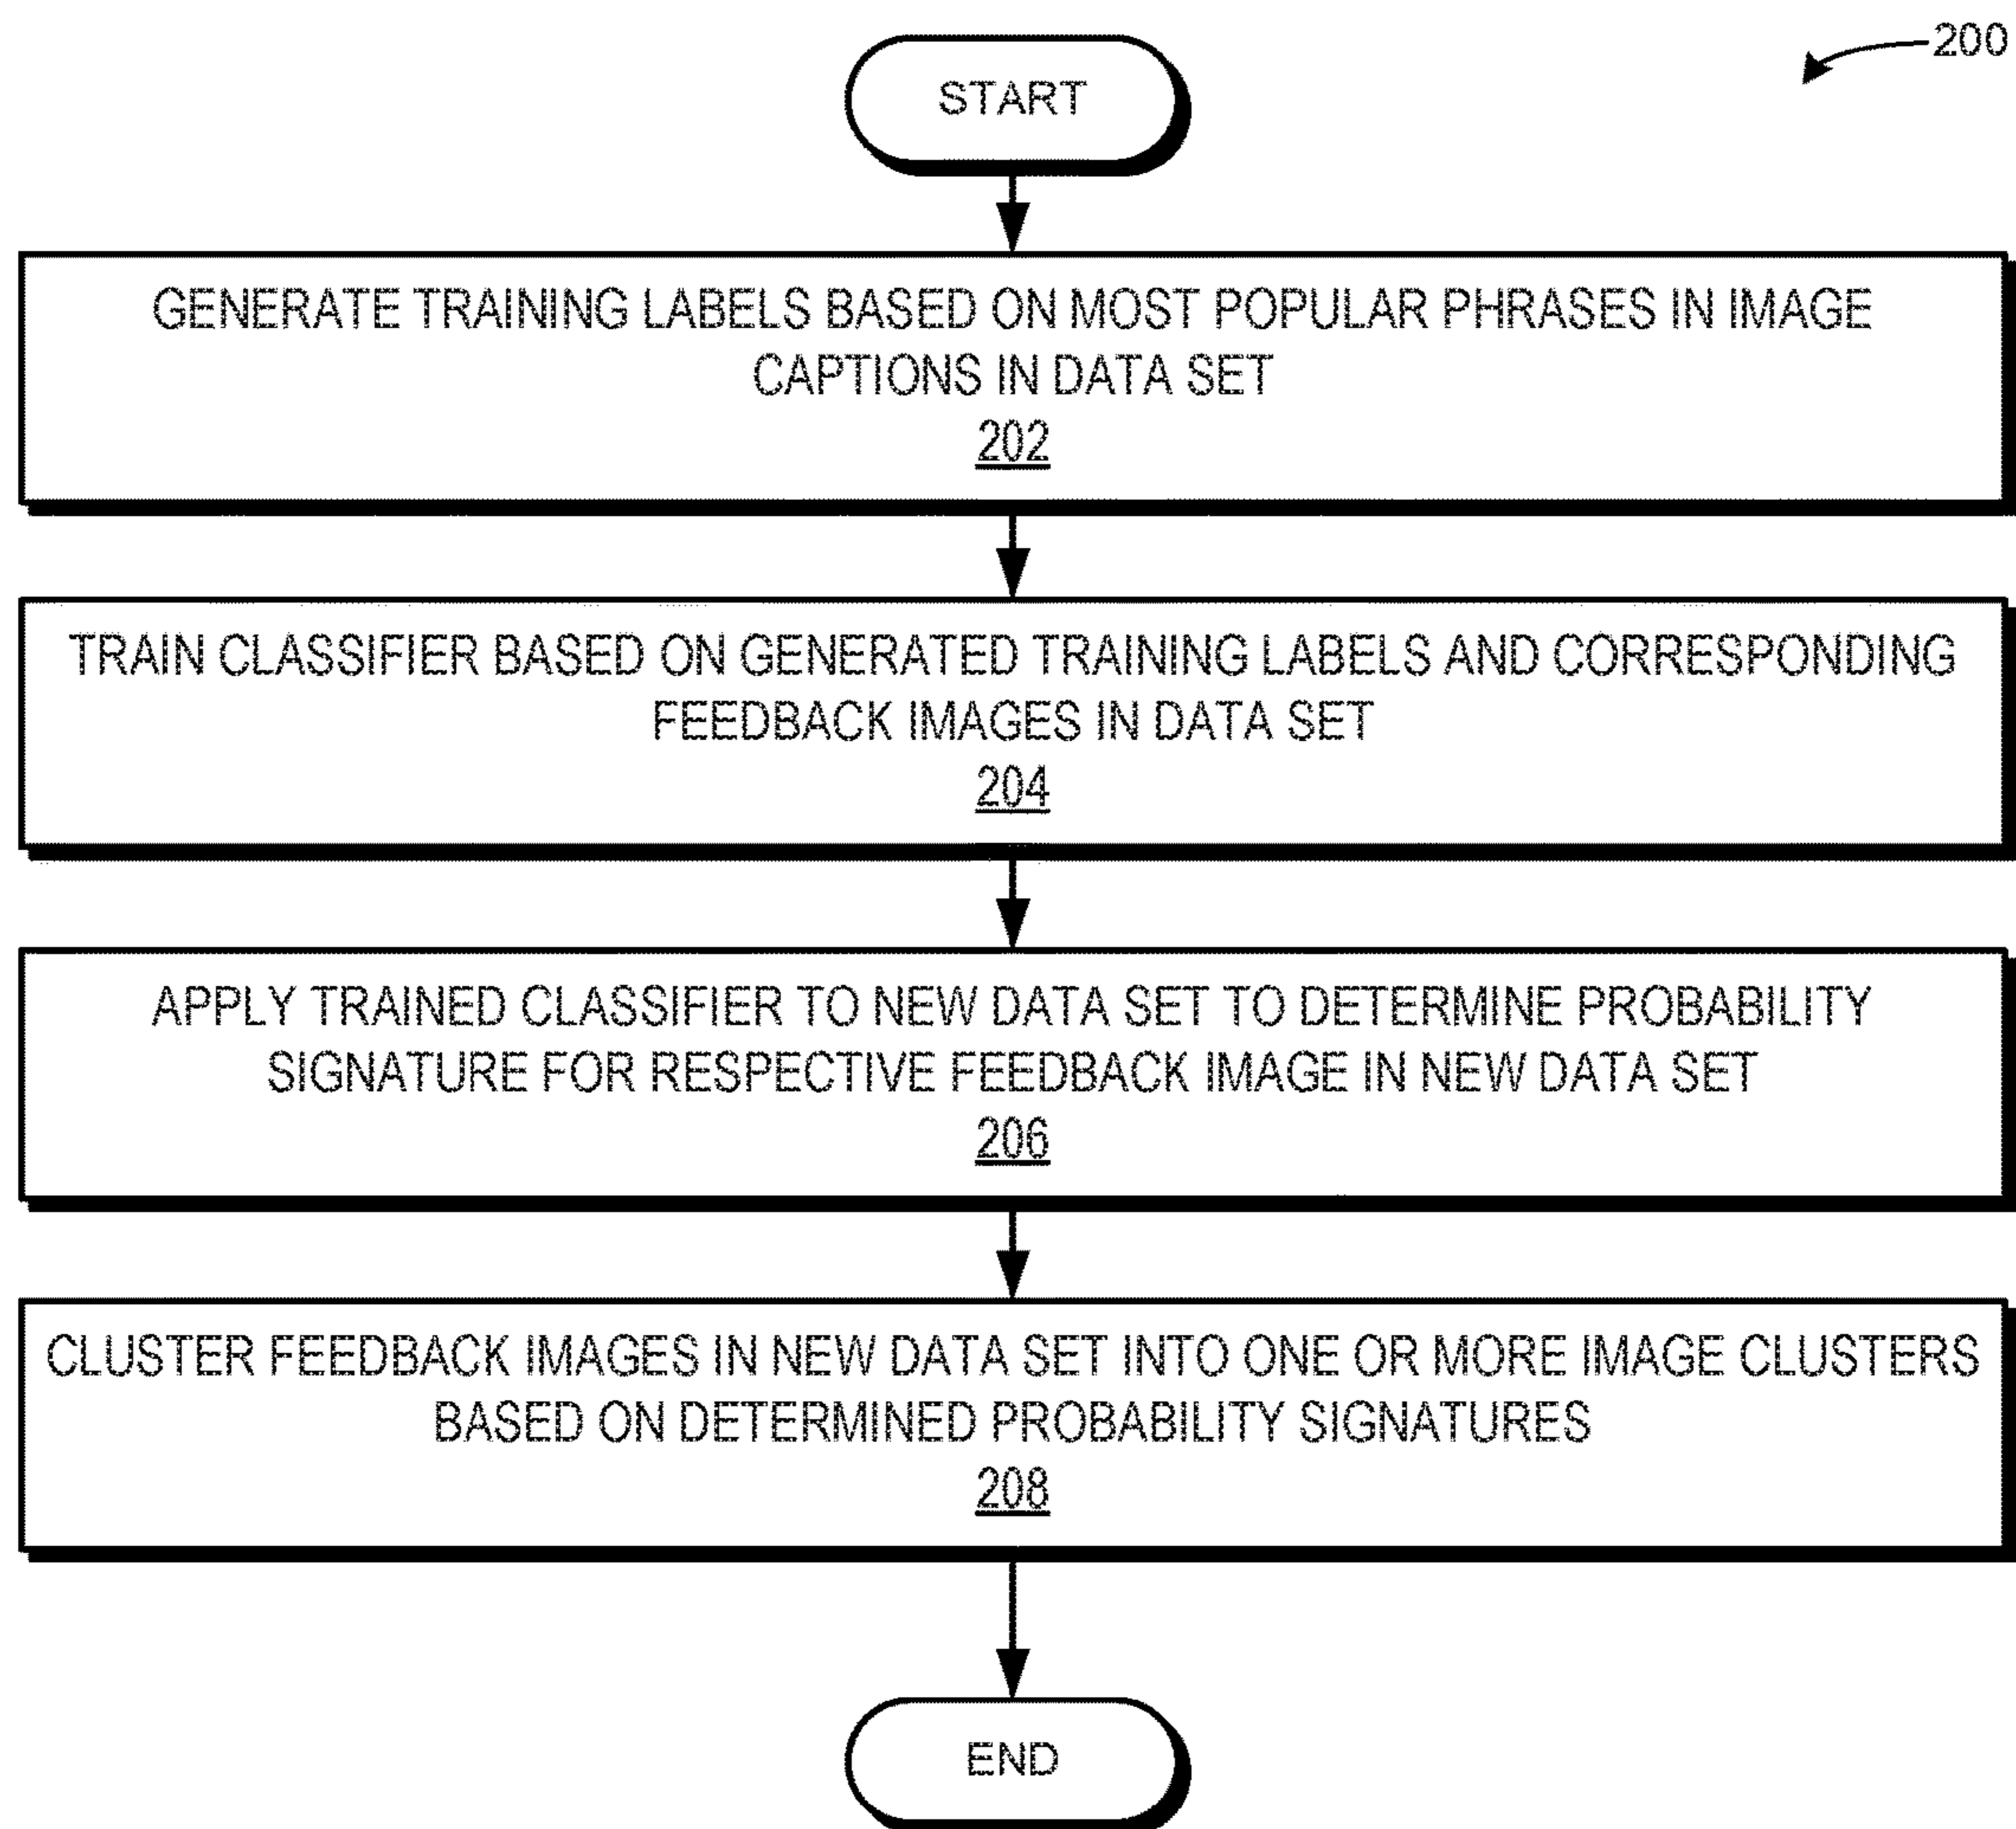 200
START
GENERATE TRAINING LABELS BASED ON MOST POPULAR PHRASES IN IMAGE
CAPTIONS IN DATA SET
202
TRAIN CLASSIFIER BASED ON GENERATED TRAINING LABELS AND CORRESPONDING
FEEDBACK IMAGES IN DATA SET
204
APPLY TRAINED CLASSIFIER TO NEW DATA SET TO DETERMINE PROBABILITY
SIGNATURE FOR RESPECTIVE FEEDBACK IMAGE IN NEW DATA SET
206
CLUSTER FEEDBACK IMAGES IN NEW DATA SET INTO ONE OR MORE IMAGE CLUSTERS
BASED ON DETERMINED PROBABILITY SIGNATURES
208
END